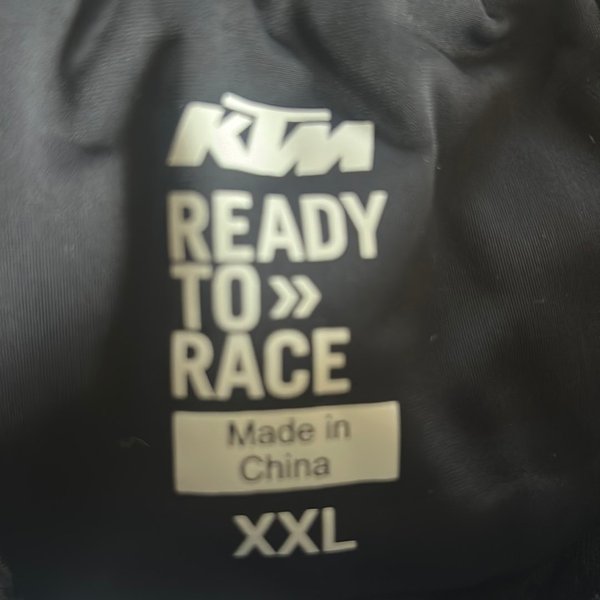 KTM
READY
TO »
RACE
Made in
China
XXL